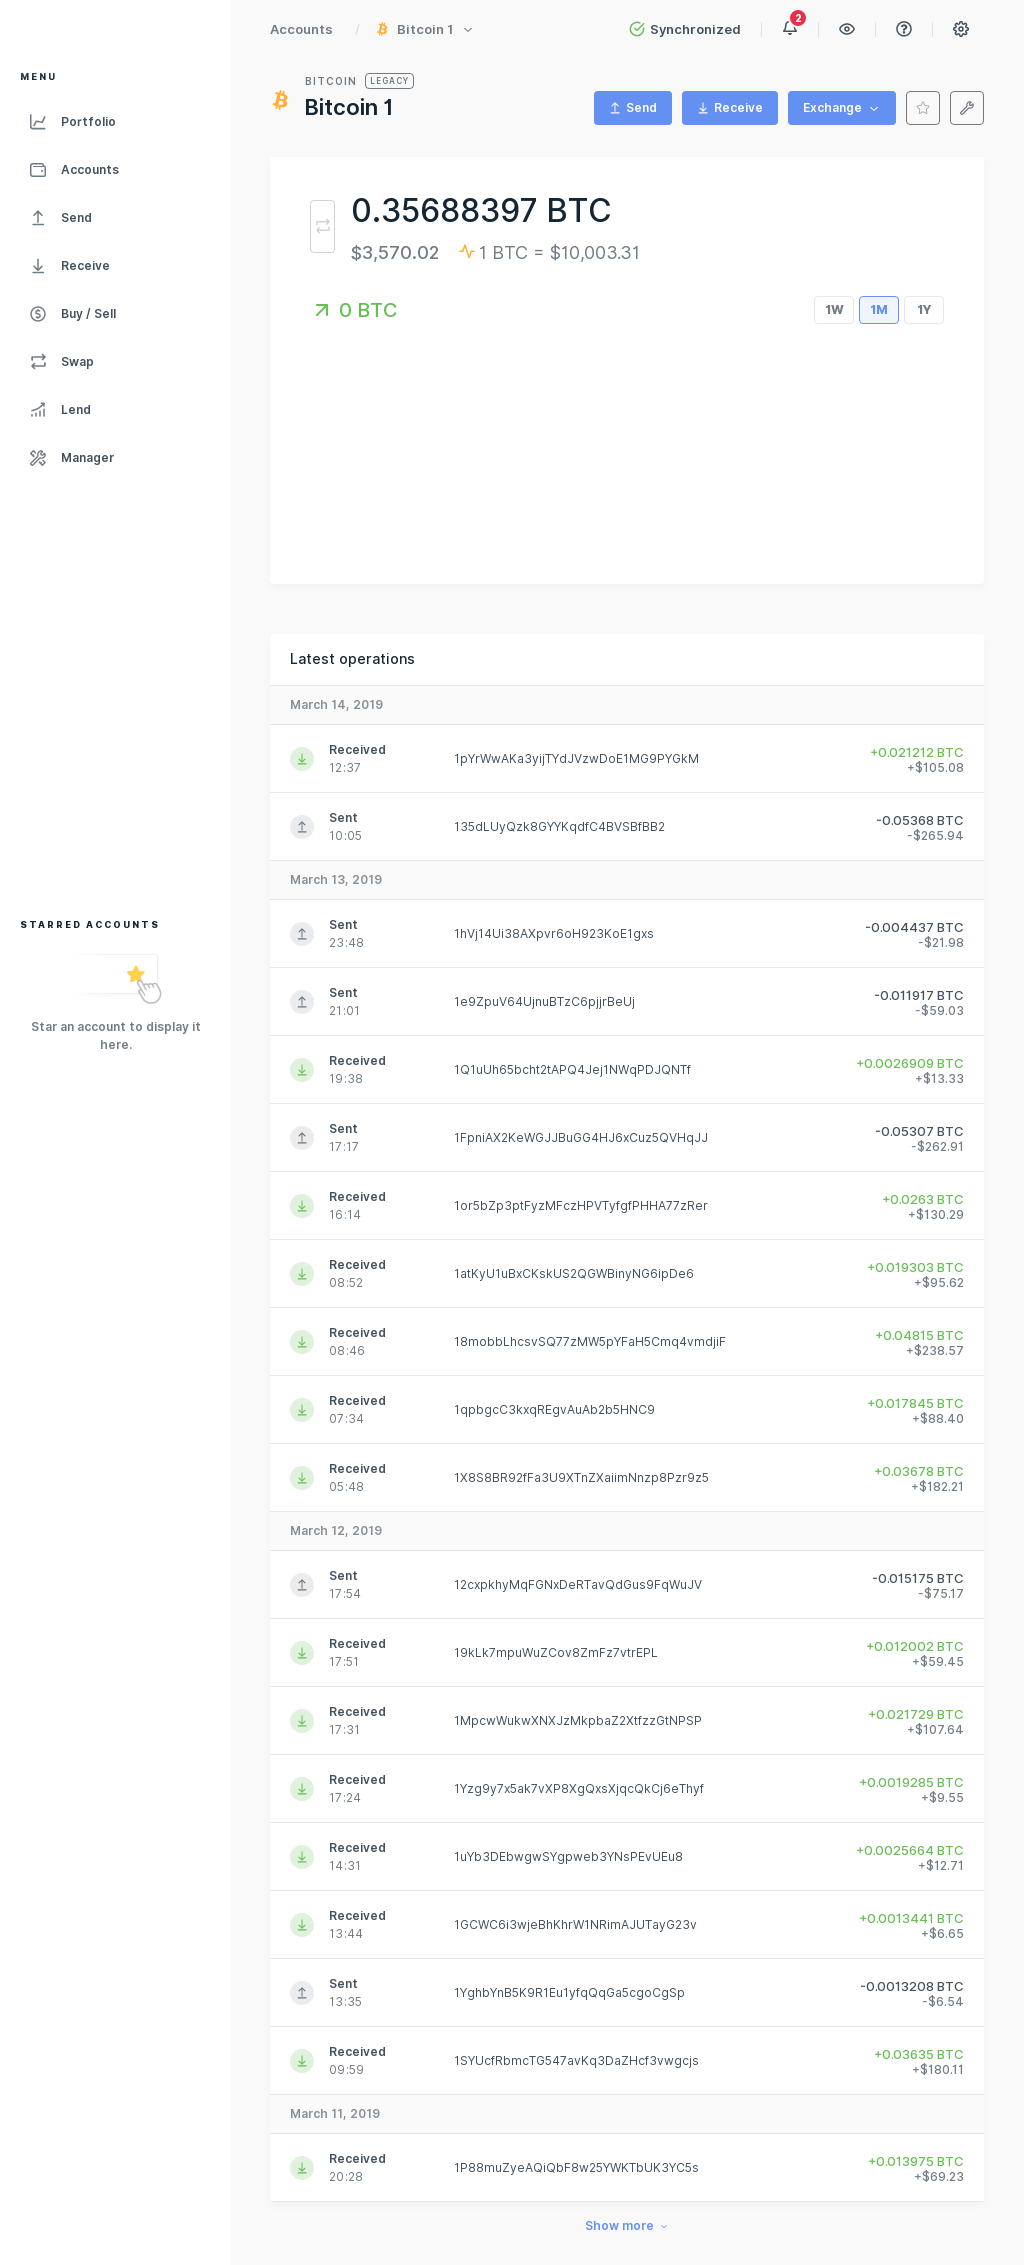 Accounts / Bitcoin 1
Synchronized
2
MENU
Portfolio
Accounts
Send
Receive
Buy / Sell
Swap
Lend
Manager
STARRED ACCOUNTS
Star an account to display it
here.
BITCOIN LEGACY
Bitcoin 1
Send
Receive
Exchange
0.35688397 BTC
$3,570.02 1 BTC = $10,003.31
0 BTC
1W 1M 1Y
Latest operations
March 14, 2019
Received
12:37
1pYrWwAKa3yijTYdJVzwDoE1MG9PYGkM
+0.021212 BTC
+$105.08
Sent
10:05
135dLUyQzk8GYYKqdfC4BVSBfBB2
-0.05368 BTC
-$265.94
March 13, 2019
Sent
23:48
1hVj14Ui38AXpvr6oH923KoE1gxs
-0.004437 BTC
-$21.98
Sent
21:01
1e9ZpuV64UjnuBTzC6pjjrBeUj
-0.011917 BTC
-$59.03
Received
19:38
1Q1uUh65bcht2tAPQ4Jej1NWqPDJQNTf
+0.0026909 BTC
+$13.33
Sent
17:17
1FpniAX2KeWGJJBuGG4HJ6xCuz5QVHqJJ
-0.05307 BTC
-$262.91
Received
16:14
1or5bZp3ptFyzMFczHPVTyfgfPHHA77zRer
+0.0263 BTC
+$130.29
Received
08:52
1atKyU1uBxCKskUS2QGWBinyNG6ipDe6
+0.019303 BTC
+$95.62
Received
08:46
18mobbLhcsvSQ77zMW5pYFaH5Cmq4vmdjiF
+0.04815 BTC
+$238.57
Received
07:34
1qpbgcC3kxqREgvAuAb2b5HNC9
+0.017845 BTC
+$88.40
Received
05:48
1X8S8BR92fFa3U9XTnZXaiimNnzp8Pzr9z5
+0.03678 BTC
+$182.21
March 12, 2019
Sent
17:54
12cxpkhyMqFGNxDeRTavQdGus9FqWuJV
-0.015175 BTC
-$75.17
Received
17:51
19kLk7mpuWuZCov8ZmFz7vtrEPL
+0.012002 BTC
+$59.45
Received
17:31
1MpcwWukwXNXJzMkpbaZ2XtfzzGtNPSP
+0.021729 BTC
+$107.64
Received
17:24
1Yzg9y7x5ak7vXP8XgQxsXjqcQkCj6eThyf
+0.0019285 BTC
+$9.55
Received
14:31
1uYb3DEbwgwSYgpweb3YNsPEvUEu8
+0.0025664 BTC
+$12.71
Received
13:44
1GCWC6i3wjeBhKhrW1NRimAJUTayG23v
+0.0013441 BTC
+$6.65
Sent
13:35
1YghbYnB5K9R1Eu1yfqQqGa5cgoCgSp
-0.0013208 BTC
-$6.54
Received
09:59
1SYUcfRbmcTG547avKq3DaZHcf3vwgcjs
+0.03635 BTC
+$180.11
March 11, 2019
Received
20:28
1P88muZyeAQiQbF8w25YWKTbUK3YC5s
+0.013975 BTC
+$69.23
Show more